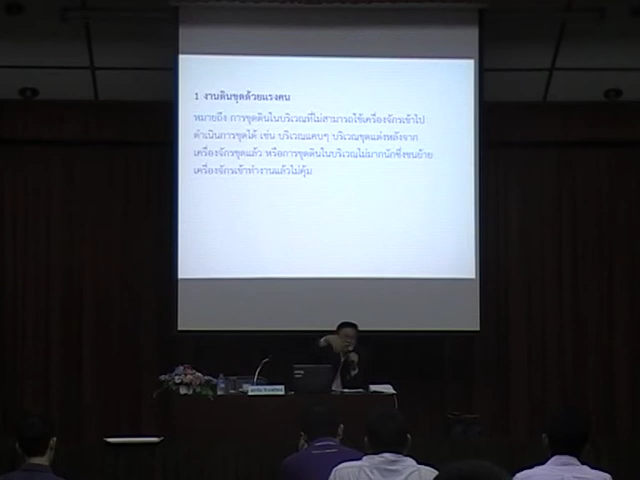 1 งานดินขุดด้วยแรงคน
หมายถึง การขุดดินในบริเวณที่ไม่สามารถใช้เครื่องจักรเข้าไป
ดำเนินการขุดได้ เช่น บริเวณแคบๆ บริเวณขุดแต่งหลังจาก
เครื่องจักรขุดแล้ว หรือการขุดดินในบริเวณไม่มากนักซึ่งขนย้าย
เครื่องจักรเข้าทำงานแล้วไม่คุ้ม